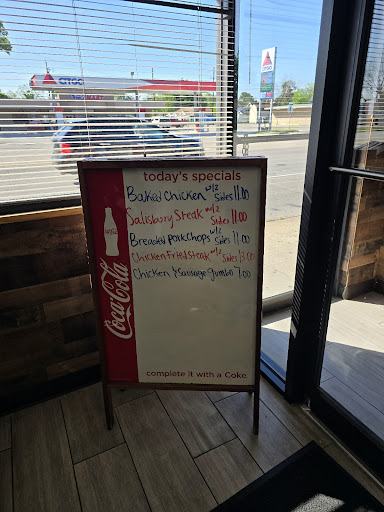 CITGO
CITGO
today's specials
Baked Chicken w/2 Sides 11.00
Salisbury Steak w/2 Sides 11.00
Breaded Porkchops w/2 Sides 11.00
Chicken Fried Steak w/2 Sides 13.00
Chicken & Sausage Gumbo 7.00
Coca-Cola
complete it with a Coke.